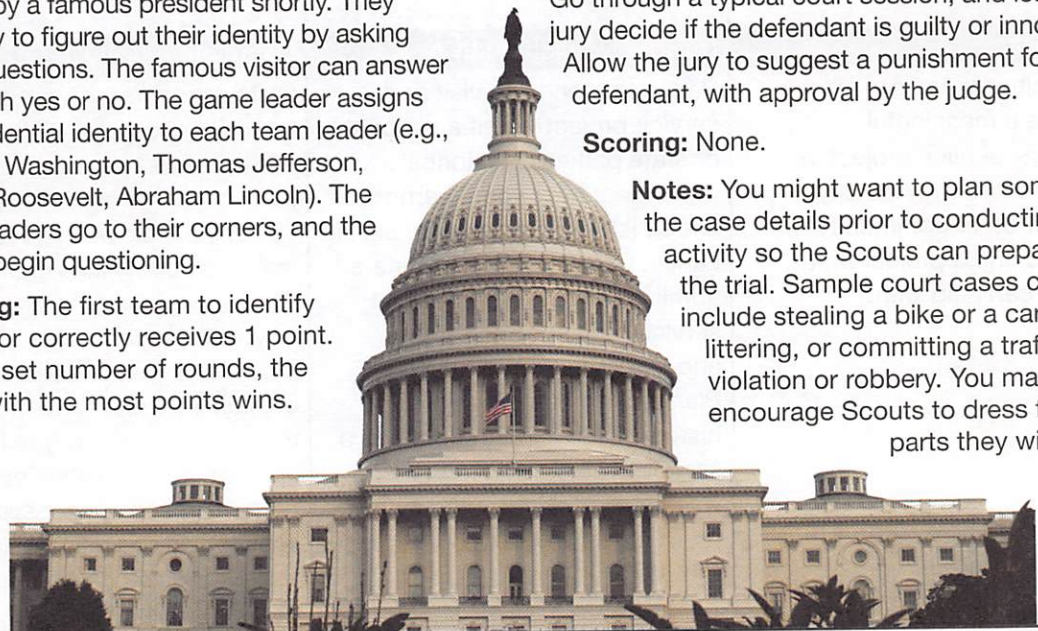 by a famous president shortly. They
y to figure out their identity by asking
uestions. The famous visitor can answer
h yes or no. The game leader assigns
dential identity to each team leader (e.g.,
Washington, Thomas Jefferson,
Roosevelt, Abraham Lincoln). The
aders go to their corners, and the
begin questioning.
g: The first team to identify
or correctly receives 1 point.
set number of rounds, the
with the most points wins.
Go through a typical court session, and
jury decide if the defendant is guilty or inno
Allow the jury to suggest a punishment fo
defendant, with approval by the judge.
Scoring: None.
Notes: You might want to plan som
the case details prior to conductin
activity so the Scouts can prepa
the trial. Sample court cases c
include stealing a bike or a car
littering, or committing a traf
violation or robbery. You ma
encourage Scouts to dress f
parts they wi